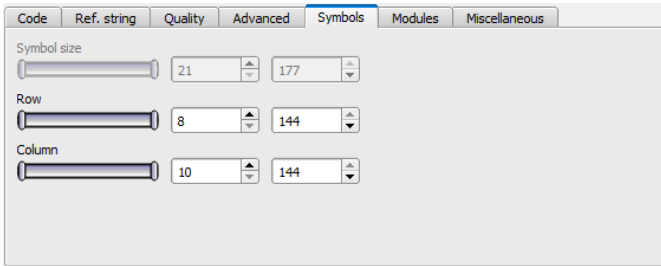 Code Ref. string Quality Advanced Symbols Modules Miscellaneous
Symbol size
21 177
Row
8 144
Column
10 144